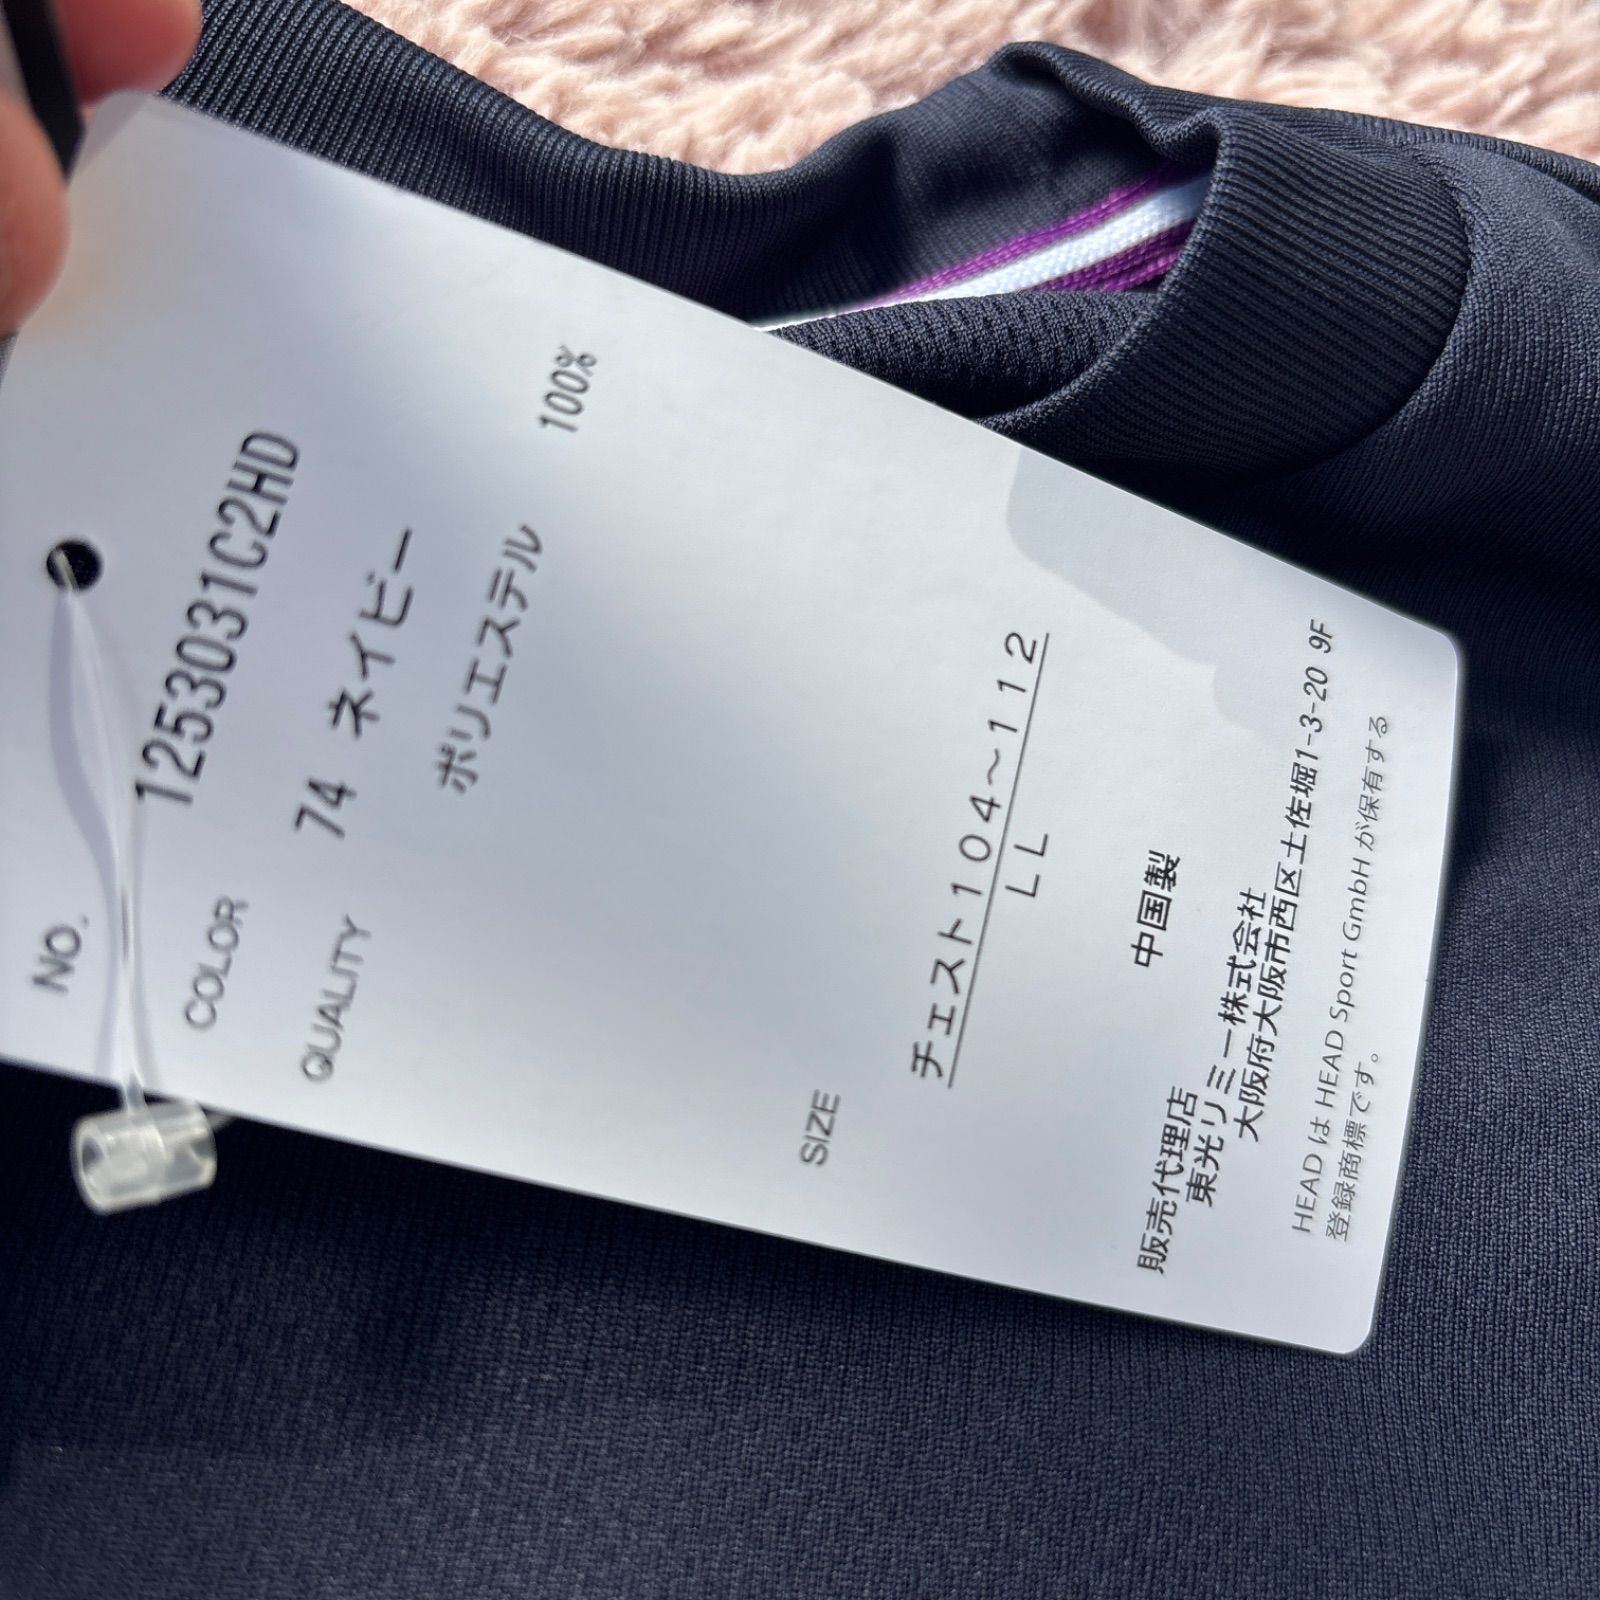 No. 1253031C2HD
COLOR 74 ネイビー
QUALITY ポリエステル 100%
SIZE チェスト104〜112
LL
中国製
販売代理店
東光リミー株式会社
大阪府大阪市西区土佐堀1-3-20 9F
HEAD は HEAD Sport GmbH が保有する
登録商標です。